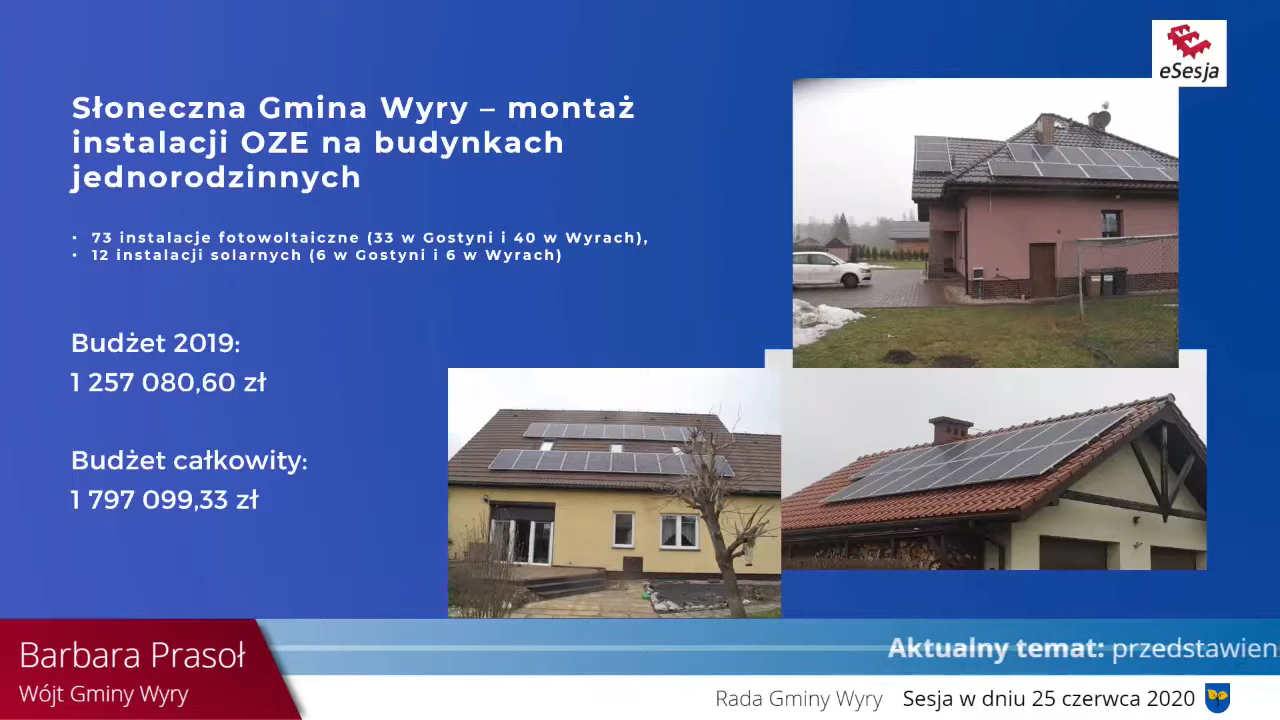 eSesja
Słoneczna Gmina Wyry – montaż
instalacji OZE na budynkach
jednorodzinnych
• 73 instalacje fotowoltaiczne (33 w Gostyni i 40 w Wyrach),
• 12 instalacji solarnych (6 w Gostyni i 6 w Wyrach)
Budżet 2019:
1 257 080,60 zł
Budżet całkowity:
1 797 099,33 zł
Aktualny temat: przedstawien
Barbara Prasoł
Wójt Gminy Wyry
Rada Gminy Wyry Sesja w dniu 25 czerwca 2020